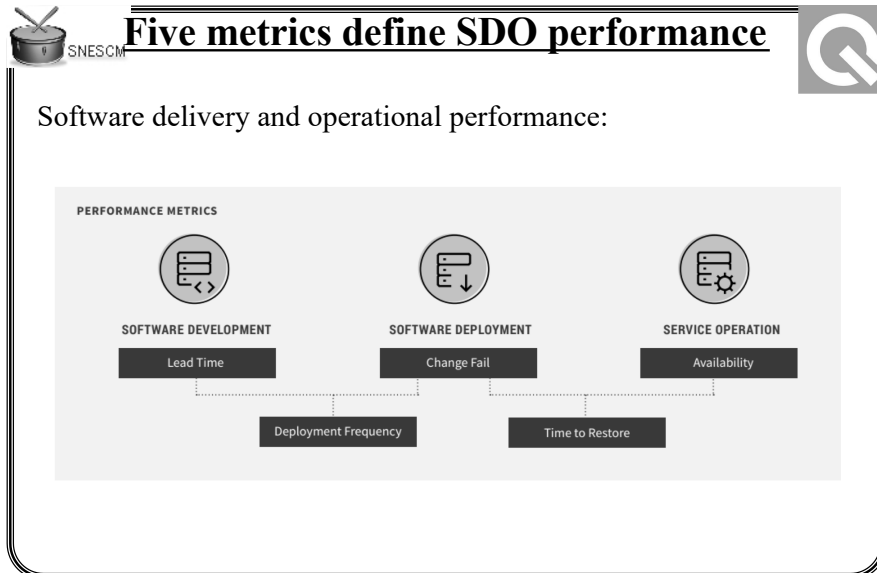 SNESCM
Five metrics define SDO performance
Software delivery and operational performance:
PERFORMANCE METRICS
SOFTWARE DEVELOPMENT
SOFTWARE DEPLOYMENT
SERVICE OPERATION
Lead Time
Change Fail
Availability
Deployment Frequency
Time to Restore